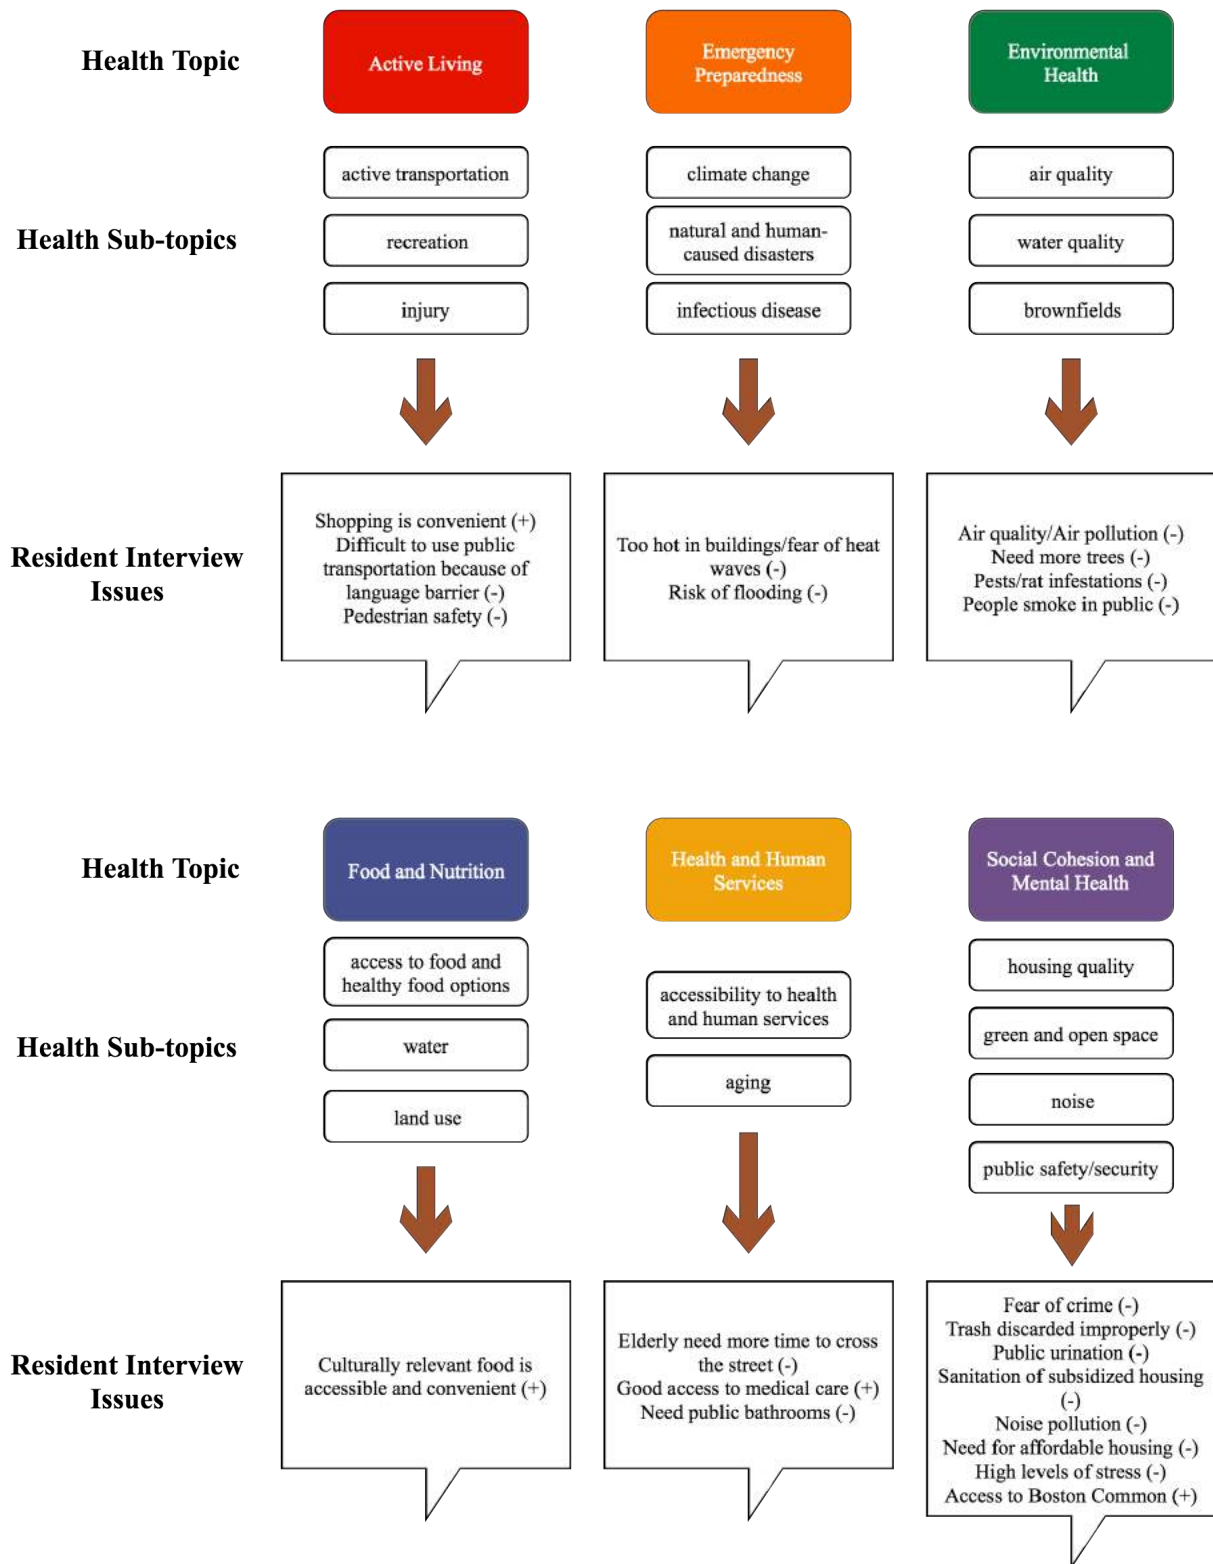 Health Topic
Active Living
Emergency
Preparedness
Environmental
Health
Health Sub-topics
active transportation
recreation
injury
climate change
natural and human-
caused disasters
infectious disease
air quality
water quality
brownfields
Resident Interview
Issues
Shopping is convenient (+)
Difficult to use public
transportation because of
language barrier (-)
Pedestrian safety (-)
Too hot in buildings/fear of heat
waves (-)
Risk of flooding (-)
Air quality/Air pollution (-)
Need more trees (-)
Pests/rat infestations (-)
People smoke in public (-)
Health Topic
Food and Nutrition
Health and Human
Services
Social Cohesion and
Mental Health
Health Sub-topics
access to food and
healthy food options
water
land use
accessibility to health
and human services
aging
housing quality
green and open space
noise
public safety/security
Resident Interview
Issues
Culturally relevant food is
accessible and convenient (+)
Elderly need more time to cross
the street (-)
Good access to medical care (+)
Need public bathrooms (-)
Fear of crime (-)
Trash discarded improperly (-)
Public urination (-)
Sanitation of subsidized housing
(-)
Noise pollution (-)
Need for affordable housing (-)
High levels of stress (-)
Access to Boston Common (+)